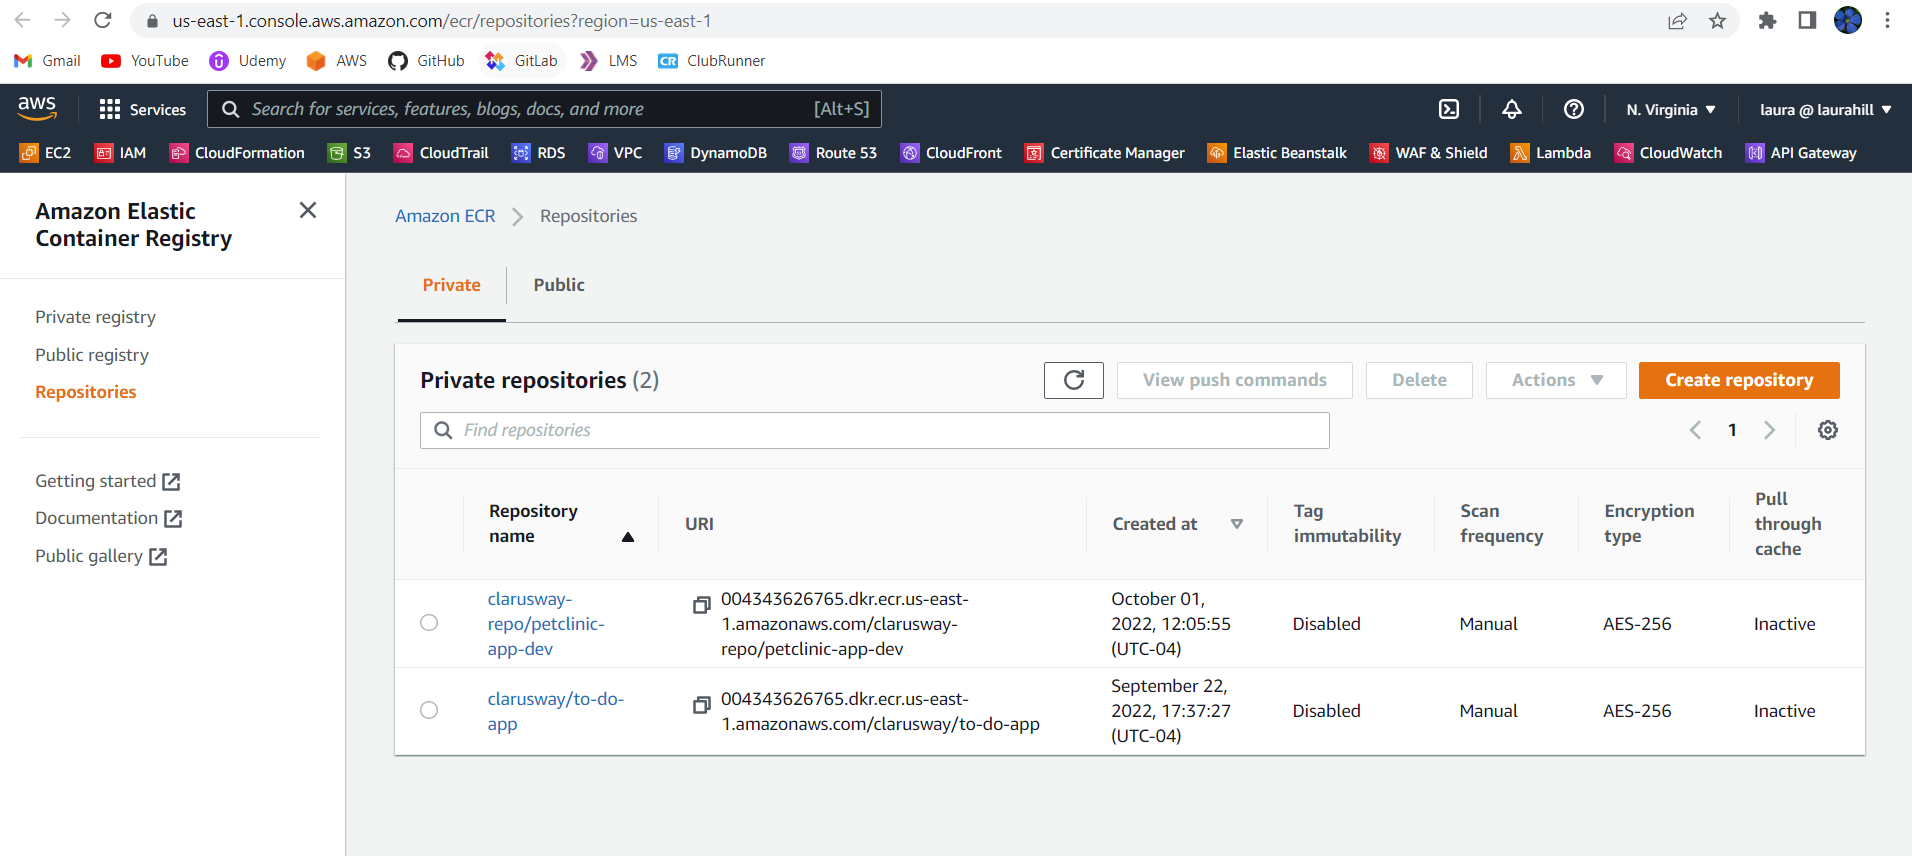 us-east-1.console.aws.amazon.com/ecr/repositories?region=us-east-1
Gmail YouTube Udemy AWS GitHub GitLab LMS CR ClubRunner
aws Services Search for services, features, blogs, docs, and more [Alt+S] N. Virginia laura @ laurahill
EC2 IAM CloudFormation S3 CloudTrail RDS VPC DynamoDB Route 53 CloudFront Certificate Manager Elastic Beanstalk WAF & Shield Lambda CloudWatch API Gateway
Amazon Elastic
Container Registry
Private registry
Public registry
Repositories
Getting started
Documentation
Public gallery
Amazon ECR Repositories
Private Public
Private repositories (2) View push commands Delete Actions Create repository
Find repositories 1
Repository
name
URI
Created at
Tag
immutability
Scan
frequency
Encryption
type
Pull
through
cache
clarusway-
repo/petclinic-
app-dev
004343626765.dkr.ecr.us-east-
1.amazonaws.com/clarusway-
repo/petclinic-app-dev
October 01,
2022, 12:05:55
(UTC-04)
Disabled
Manual
AES-256
Inactive
clarusway/to-do-
app
004343626765.dkr.ecr.us-east-
1.amazonaws.com/clarusway/to-do-app
September 22,
2022, 17:37:27
(UTC-04)
Disabled
Manual
AES-256
Inactive